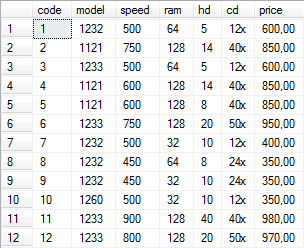 code model speed ram hd cd price
1 1 1232 500 64 5 12x 600,00
2 2 1121 750 128 14 40x 850,00
3 3 1233 500 64 5 12x 600,00
4 4 1121 600 128 14 40x 850,00
5 5 1121 600 128 8 40x 850,00
6 6 1233 750 128 20 50x 950,00
7 7 1232 500 32 10 12x 400,00
8 8 1232 450 64 8 24x 350,00
9 9 1232 450 32 10 24x 350,00
10 10 1260 500 32 10 12x 350,00
11 11 1233 900 128 40 40x 980,00
12 12 1233 800 128 20 50x 970,00